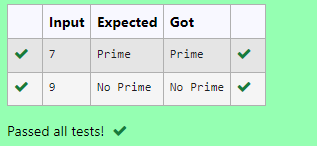 Input Expected Got
7 Prime Prime
9 No Prime No Prime
Passed all tests!